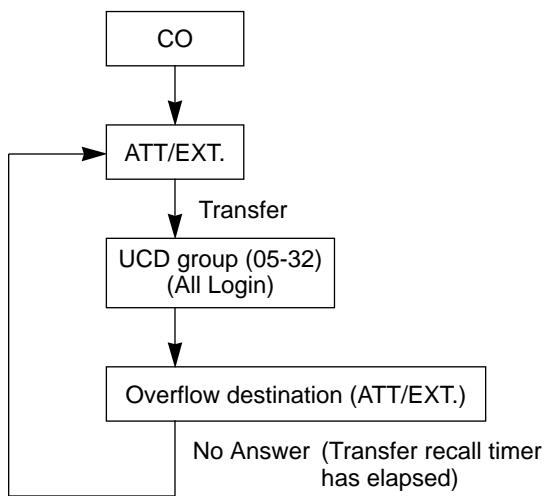 CO
ATT/EXT.
Transfer
UCD group (05-32)
(All Login)
Overflow destination (ATT/EXT.)
No Answer (Transfer recall timer
has elapsed)